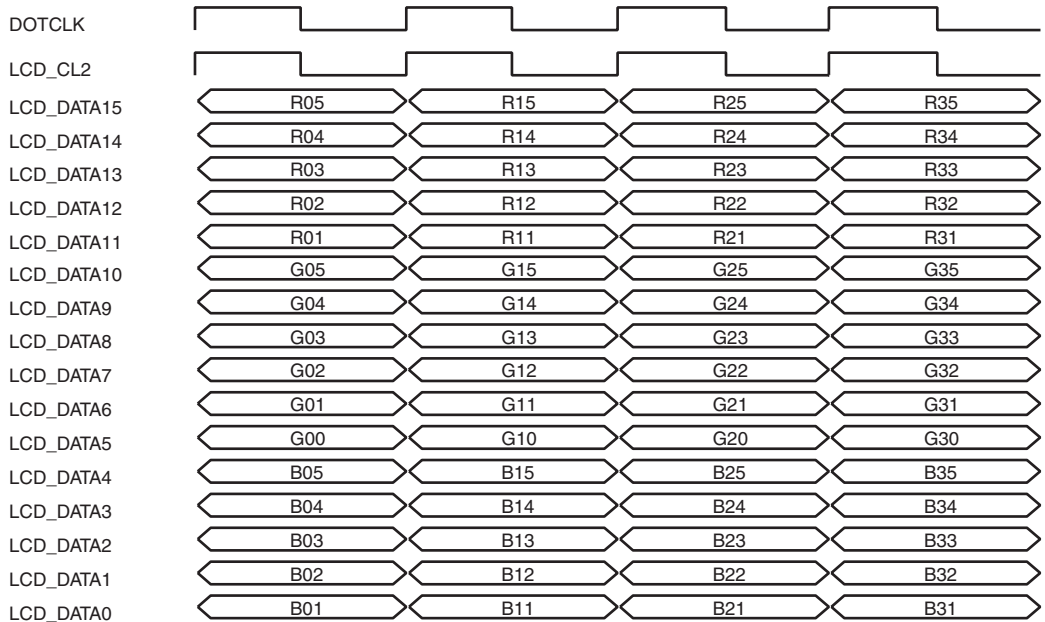 DOTCLK
LCD_CL2
LCD_DATA15 R05 R15 R25 R35
LCD_DATA14 R04 R14 R24 R34
LCD_DATA13 R03 R13 R23 R33
LCD_DATA12 R02 R12 R22 R32
LCD_DATA11 R01 R11 R21 R31
LCD_DATA10 G05 G15 G25 G35
LCD_DATA9 G04 G14 G24 G34
LCD_DATA8 G03 G13 G23 G33
LCD_DATA7 G02 G12 G22 G32
LCD_DATA6 G01 G11 G21 G31
LCD_DATA5 G00 G10 G20 G30
LCD_DATA4 B05 B15 B25 B35
LCD_DATA3 B04 B14 B24 B34
LCD_DATA2 B03 B13 B23 B33
LCD_DATA1 B02 B12 B22 B32
LCD_DATA0 B01 B11 B21 B31